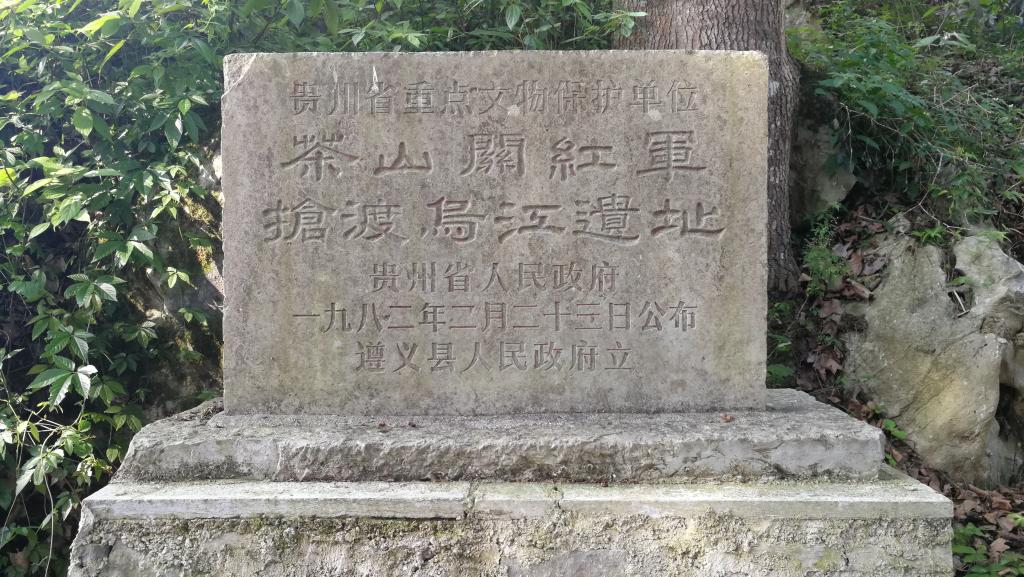 贵州省重点文物保护单位
茶山關紅軍
搶渡烏江遺址
贵州省人民政府
一九八二年二月二十三日公布
遵义县人民政府立